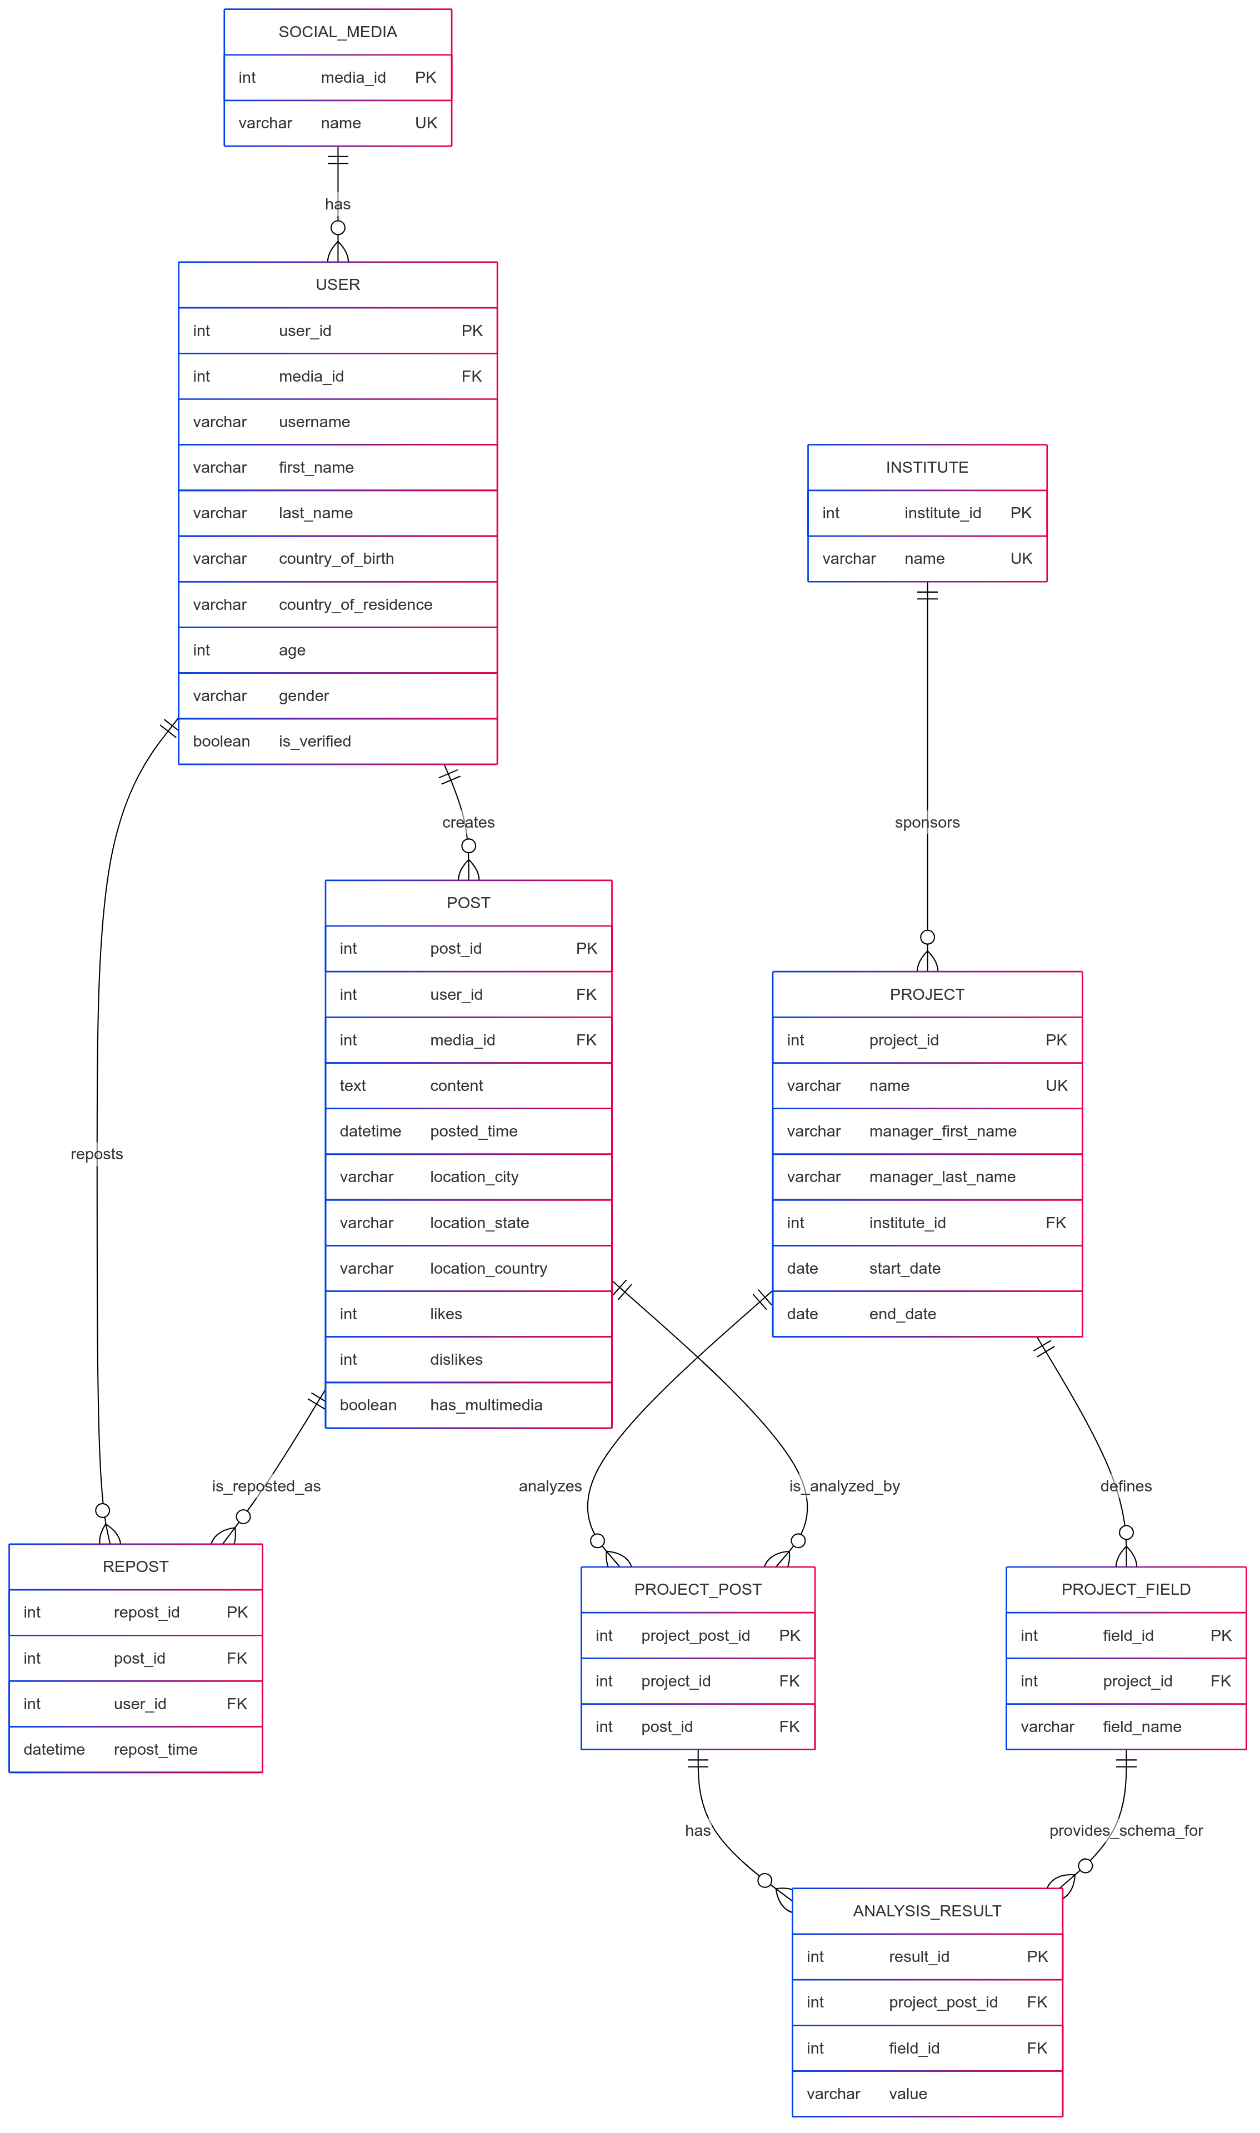 SOCIAL_MEDIA
int media_id PK
varchar name UK
has
USER
int user_id PK
int media_id FK
varchar username
varchar first_name
varchar last_name
varchar country_of_birth
varchar country_of_residence
int age
varchar gender
boolean is_verified
INSTITUTE
int institute_id PK
varchar name UK
creates
sponsors
POST
int post_id PK
int user_id FK
int media_id FK
text content
datetime posted_time
varchar location_city
varchar location_state
varchar location_country
int likes
int dislikes
boolean has_multimedia
PROJECT
int project_id PK
varchar name UK
varchar manager_first_name
varchar manager_last_name
int institute_id FK
date start_date
date end_date
reposts
is_reposted_as
analyzes
is_analyzed_by
defines
REPOST
int repost_id PK
int post_id FK
int user_id FK
datetime repost_time
PROJECT_POST
int project_post_id PK
int project_id FK
int post_id FK
PROJECT_FIELD
int field_id PK
int project_id FK
varchar field_name
has
provides_schema_for
ANALYSIS_RESULT
int result_id PK
int project_post_id FK
int field_id FK
varchar value